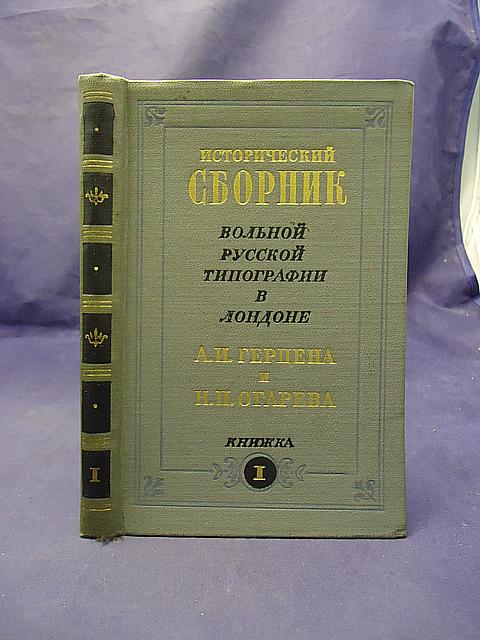 ИСТОРИЧЕСКИЙ
СБОРНИК
ВОЛЬНОЙ
РУССКОЙ
ТИПОГРАФИИ
В
ЛОНДОНЕ
А.И. ГЕРЦЕНА
И
Н.П. ОГАРЕВА
КНИЖКА
I
I